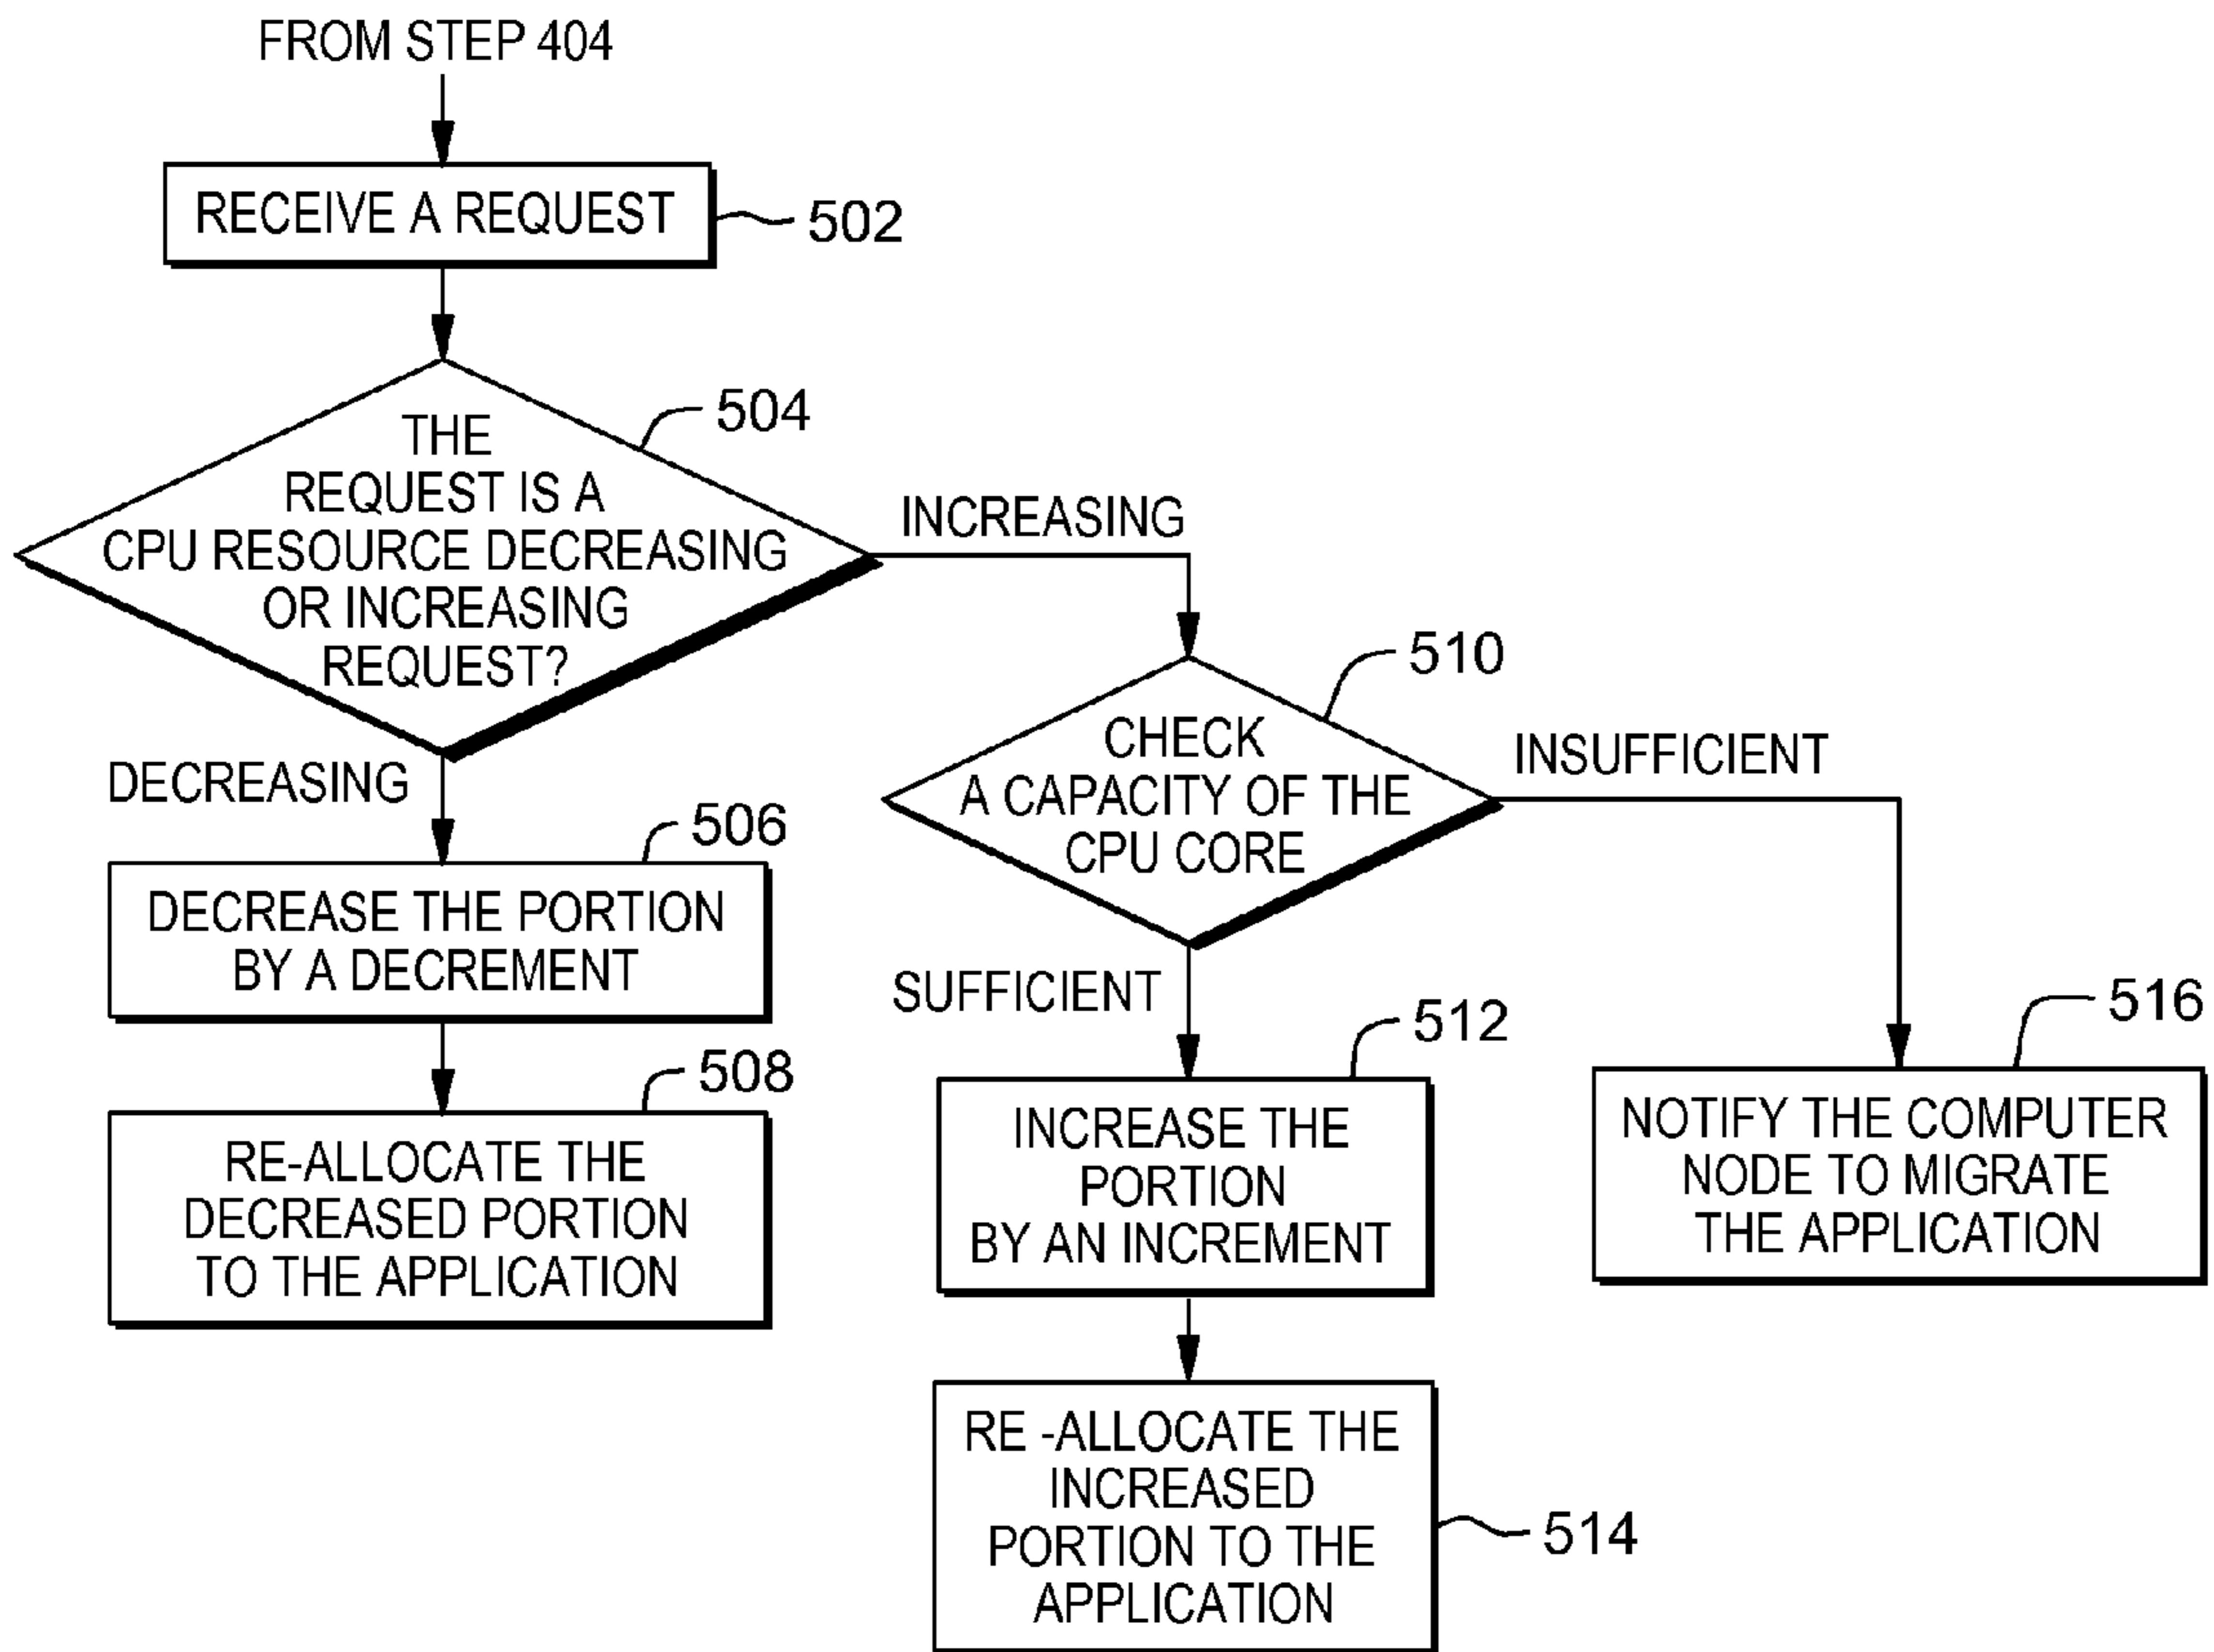 FROM STEP 404
RECEIVE A REQUEST
502
THE
REQUEST IS A
CPU RESOURCE DECREASING
OR INCREASING
REQUEST?
504
INCREASING
DECREASING
506
DECREASE THE PORTION
BY A DECREMENT
508
RE-ALLOCATE THE
DECREASED PORTION
TO THE APPLICATION
510
CHECK
A CAPACITY OF THE
CPU CORE
INSUFFICIENT
SUFFICIENT
512
INCREASE THE
PORTION
BY AN INCREMENT
RE -ALLOCATE THE
INCREASED
PORTION TO THE
APPLICATION
514
516
NOTIFY THE COMPUTER
NODE TO MIGRATE
THE APPLICATION